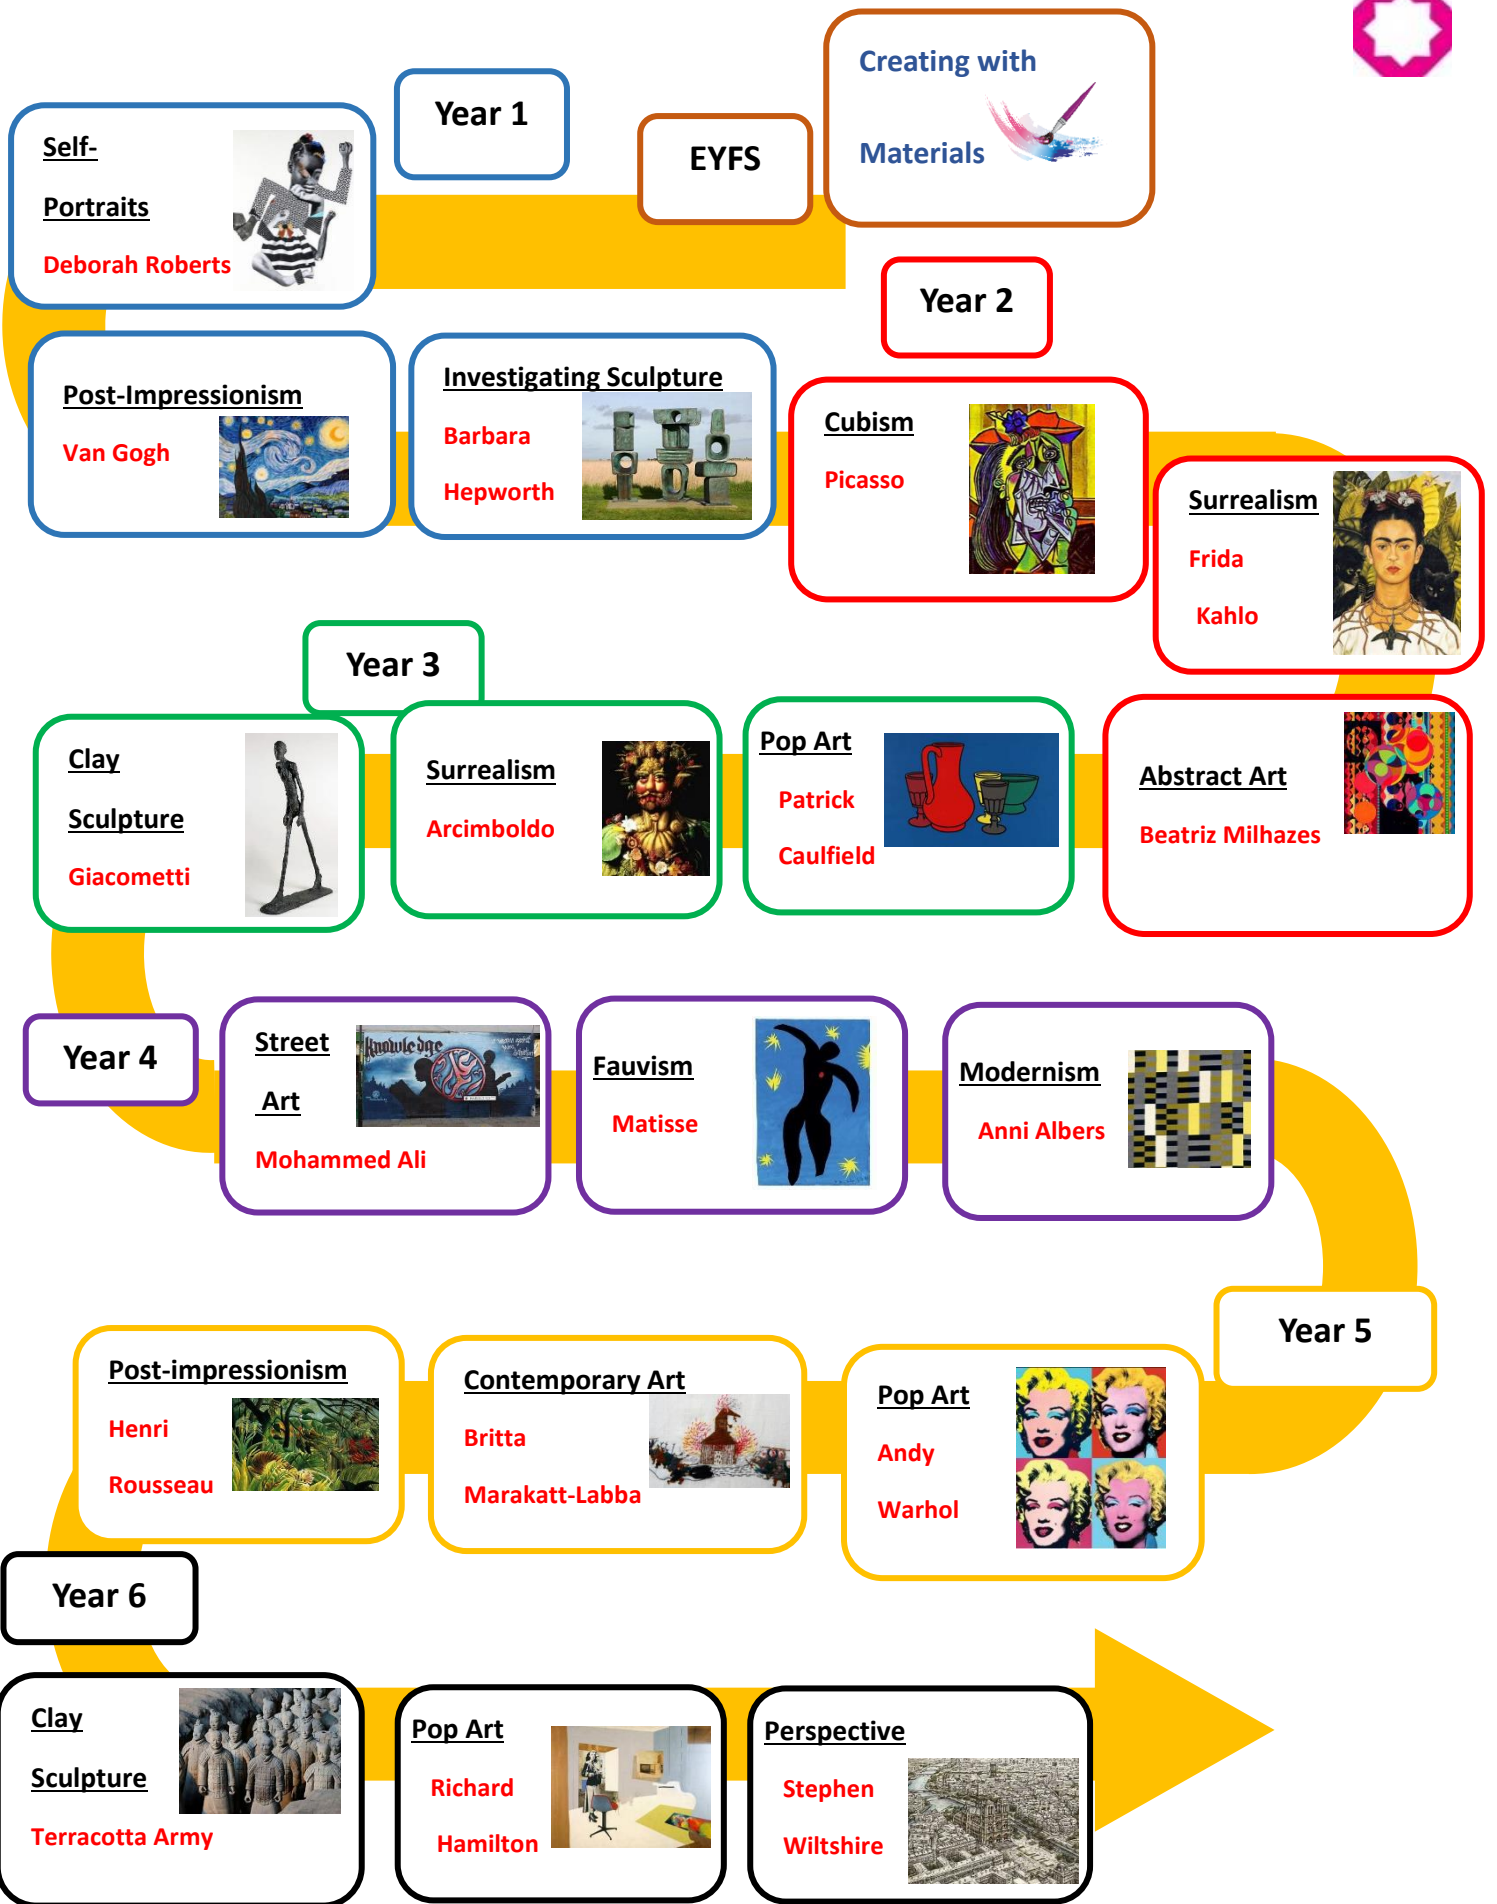 Creating with
Materials
EYFS
Year 1
Self-
Portraits
Deborah Roberts
Post-Impressionism
Van Gogh
Investigating Sculpture
Barbara
Hepworth
Year 2
Cubism
Picasso
Surrealism
Frida
Kahlo
Abstract Art
Beatriz Milhazes
Year 3
Pop Art
Patrick
Caulfield
Surrealism
Arcimboldo
Clay
Sculpture
Giacometti
Year 4
Street
Art
Mohammed Ali
Knowledge
Fauvism
Matisse
Modernism
Anni Albers
Year 5
Pop Art
Andy
Warhol
Contemporary Art
Britta
Marakatt-Labba
Post-impressionism
Henri
Rousseau
Year 6
Clay
Sculpture
Terracotta Army
Pop Art
Richard
Hamilton
Perspective
Stephen
Wiltshire